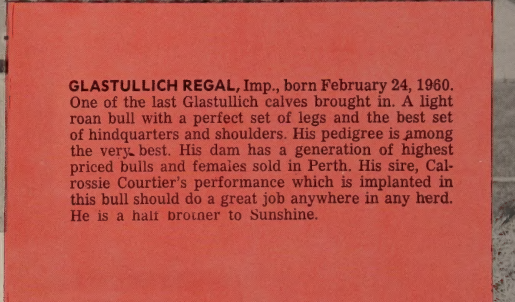 GLASTULLICH REGAL, Imp., born February 24, 1960.
One of the last Glastullich calves brought in. A light
roan bull with a perfect set of legs and the best set
of hindquarters and shoulders. His pedigree is among
the very best. His dam has a generation of highest
priced bulls and females sold in Perth. His sire, Cal-
rossie Courtier's performance which is implanted in
this bull should do a great job anywhere in any herd.
He is a half brother to Sunshine.